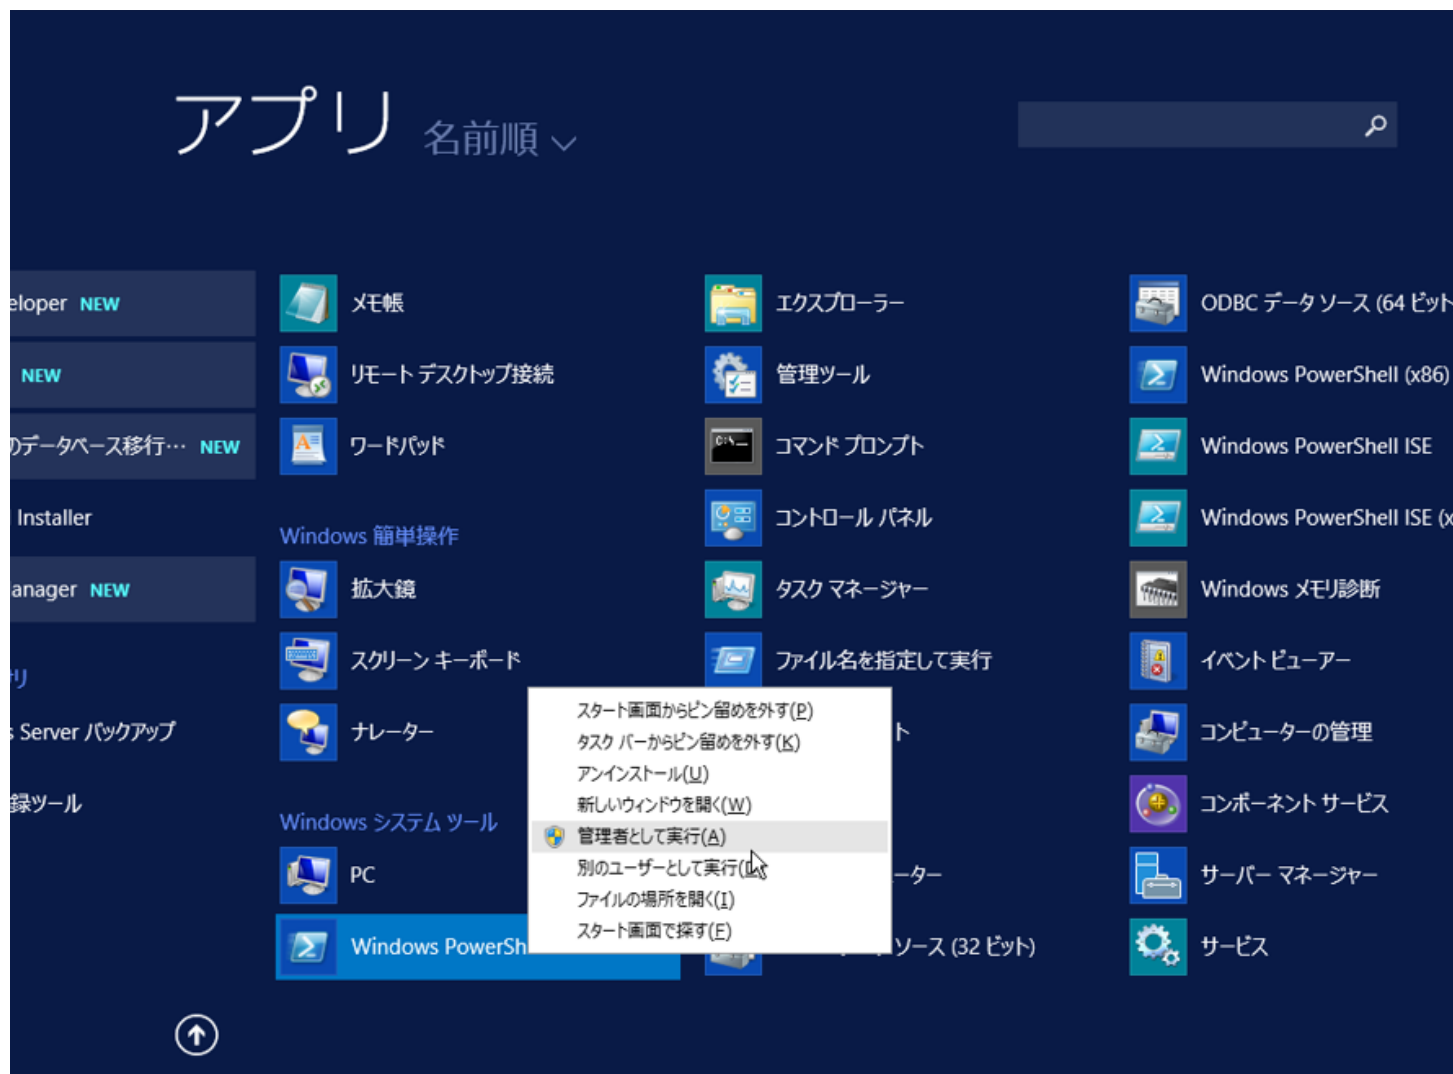 アプリ 名前順
eloper NEW
NEW
のデータベース移行… NEW
Installer
anager NEW
Server バックアップ
録ツール
メモ帳
リモート デスクトップ接続
ワードパッド
Windows 簡単操作
拡大鏡
スクリーン キーボード
ナレーター
Windows システム ツール
PC
Windows PowerSh
エクスプローラー
管理ツール
コマンド プロンプト
コントロール パネル
タスク マネージャー
ファイル名を指定して実行
ト
ーター
ソース (32 ビット)
スタート画面からピン留めを外す(P)
タスク バーからピン留めを外す(K)
アンインストール(U)
新しいウィンドウを開く(W)
管理者として実行(A)
別のユーザーとして実行(
ファイルの場所を開く(I)
スタート画面で探す(F)
ODBC データ ソース (64 ビット
Windows PowerShell (x86)
Windows PowerShell ISE
Windows PowerShell ISE (x
Windows メモリ診断
イベント ビューアー
コンピューターの管理
コンポーネント サービス
サーバー マネージャー
サービス